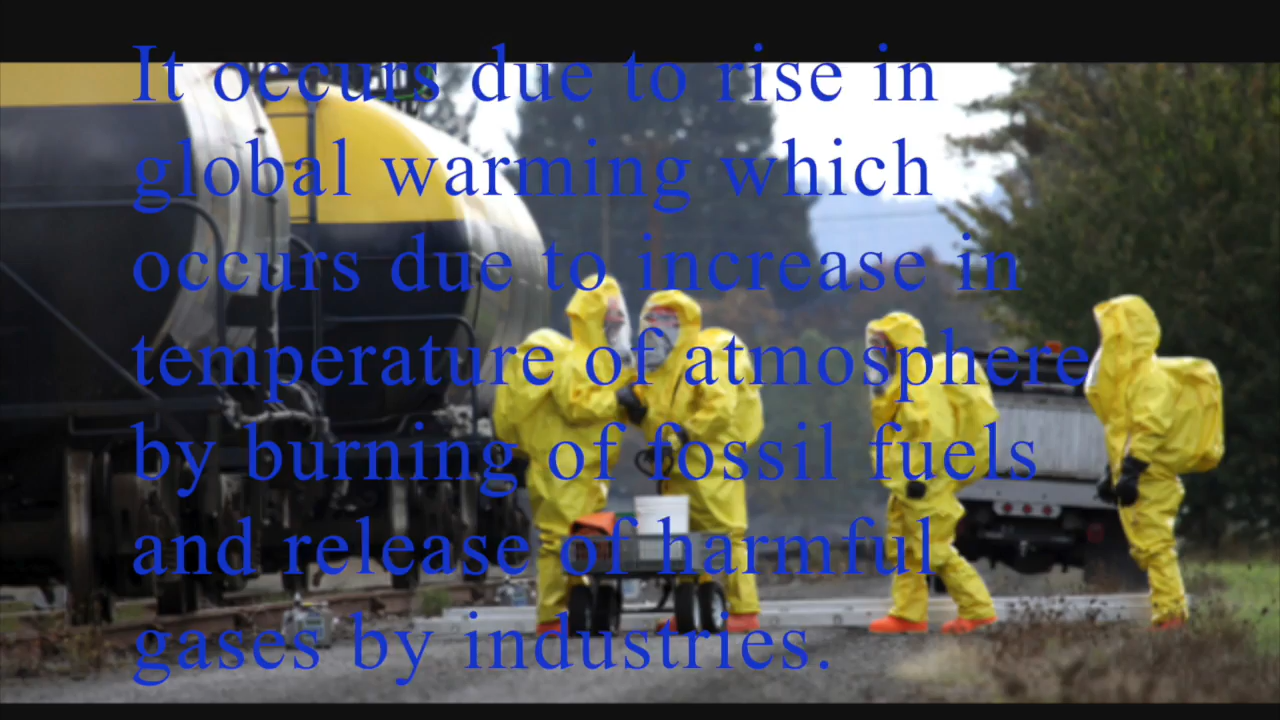 It occurs due to rise in
global warming which
occurs due to increase in
temperature of atmosphere
by burning of fossil fuels
and release of harmful
gases by industries.